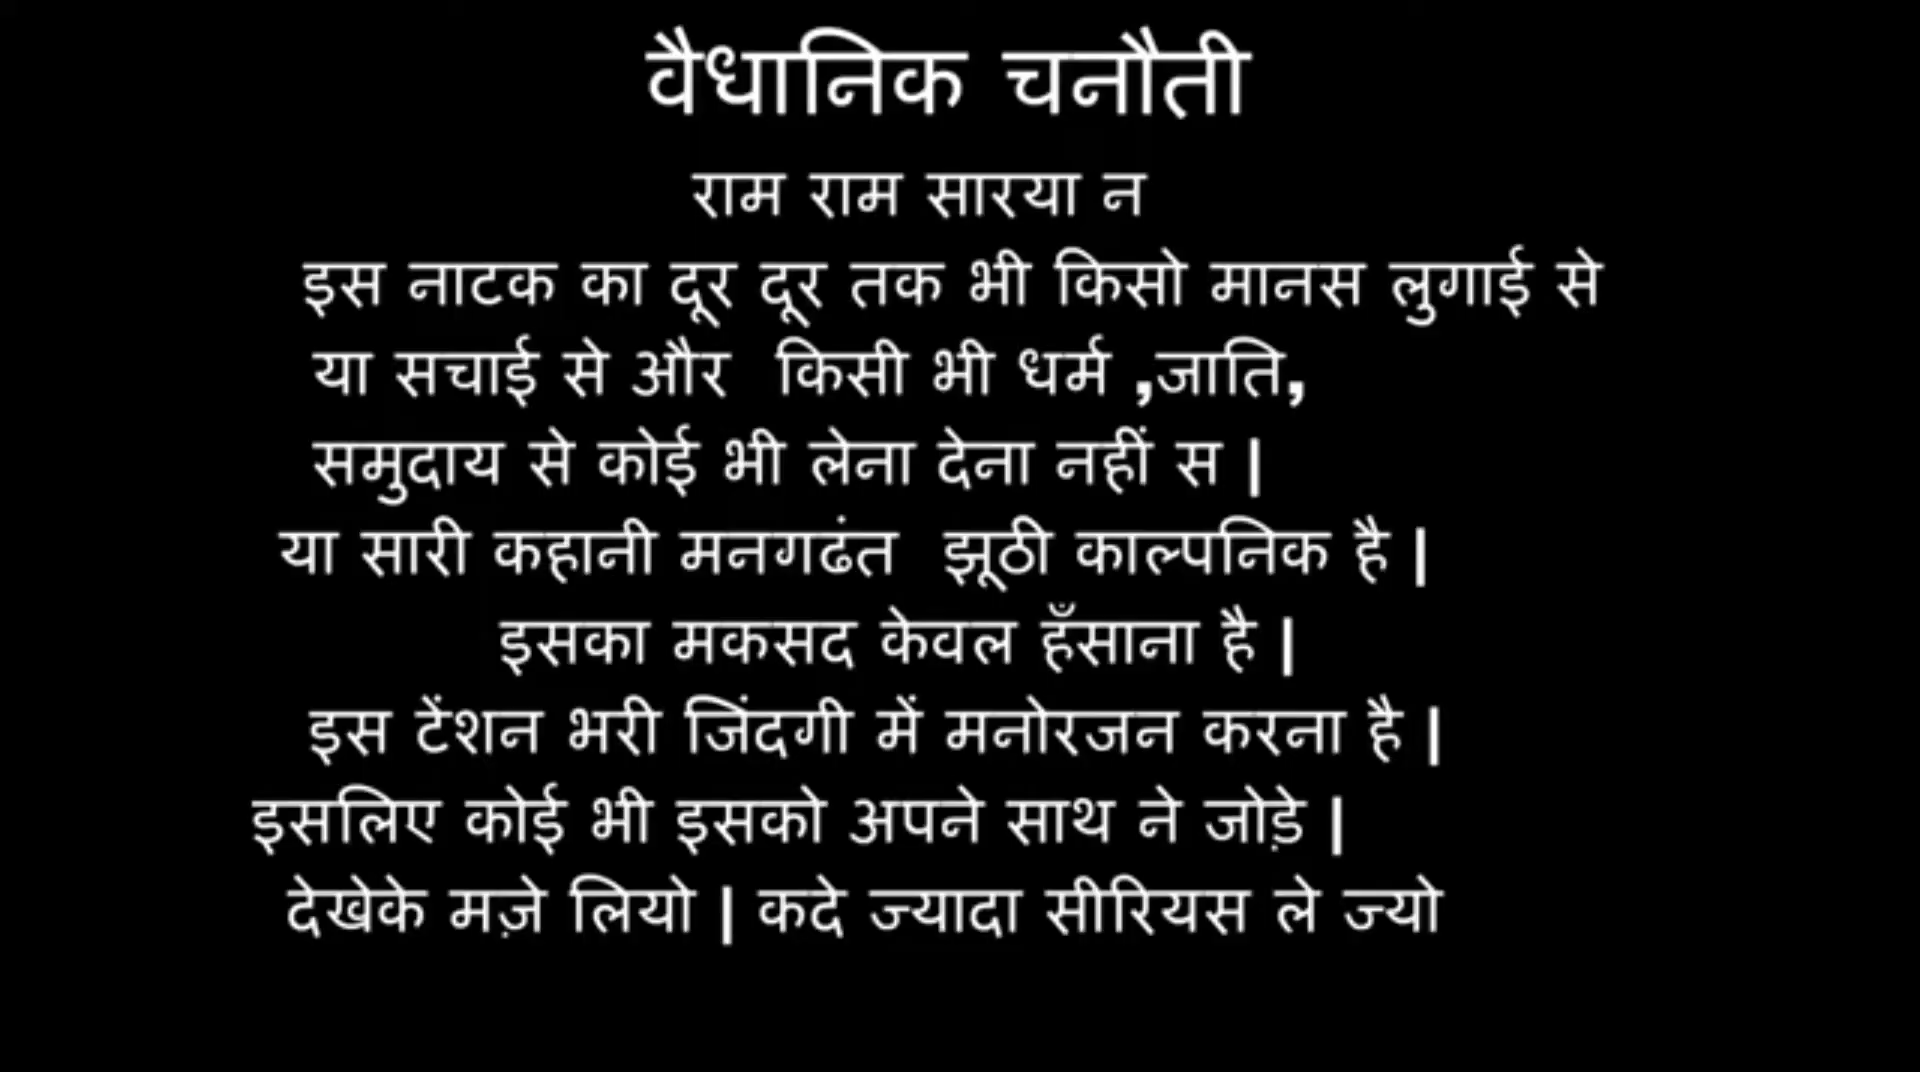 वैधानिक चनौती
राम राम सारया न
इस नाटक का दूर दूर तक भी किसो मानस लुगाई से
या सचाई से और  किसी भी धर्म ,जाति,
समुदाय से कोई भी लेना देना नहीं स |
या सारी कहानी मनगढंत  झूठी काल्पनिक है |
इसका मकसद केवल हँसाना है |
इस टेंशन भरी जिंदगी में मनोरजन करना है |
इसलिए कोई भी इसको अपने साथ ने जोड़े |
देखेके मज़े लियो | कदे ज्यादा सीरियस ले ज्यो